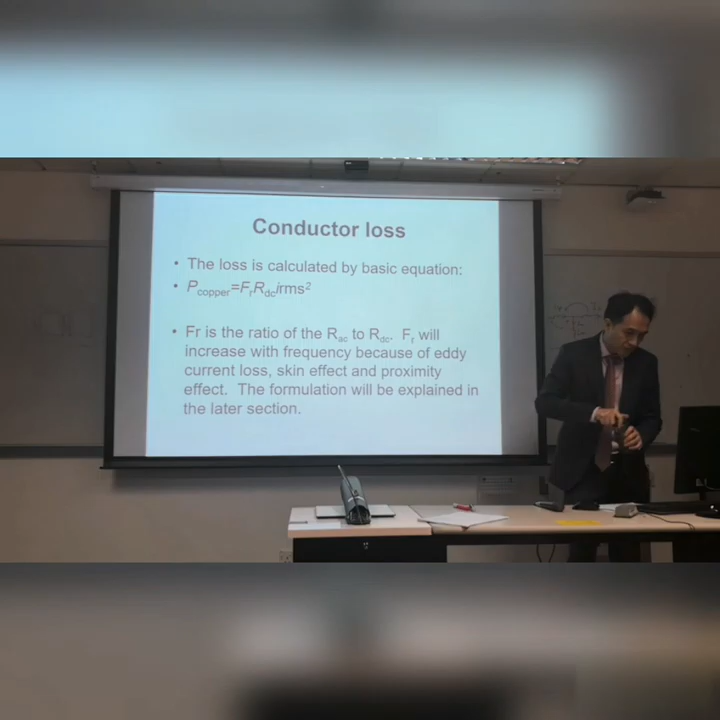 Conductor loss
• The loss is calculated by basic equation:
• Pcopper=FrRdcirms²
• Fr is the ratio of the Rac to Rdc. Fr will
increase with frequency because of eddy
current loss, skin effect and proximity
effect. The formulation will be explained in
the later section.